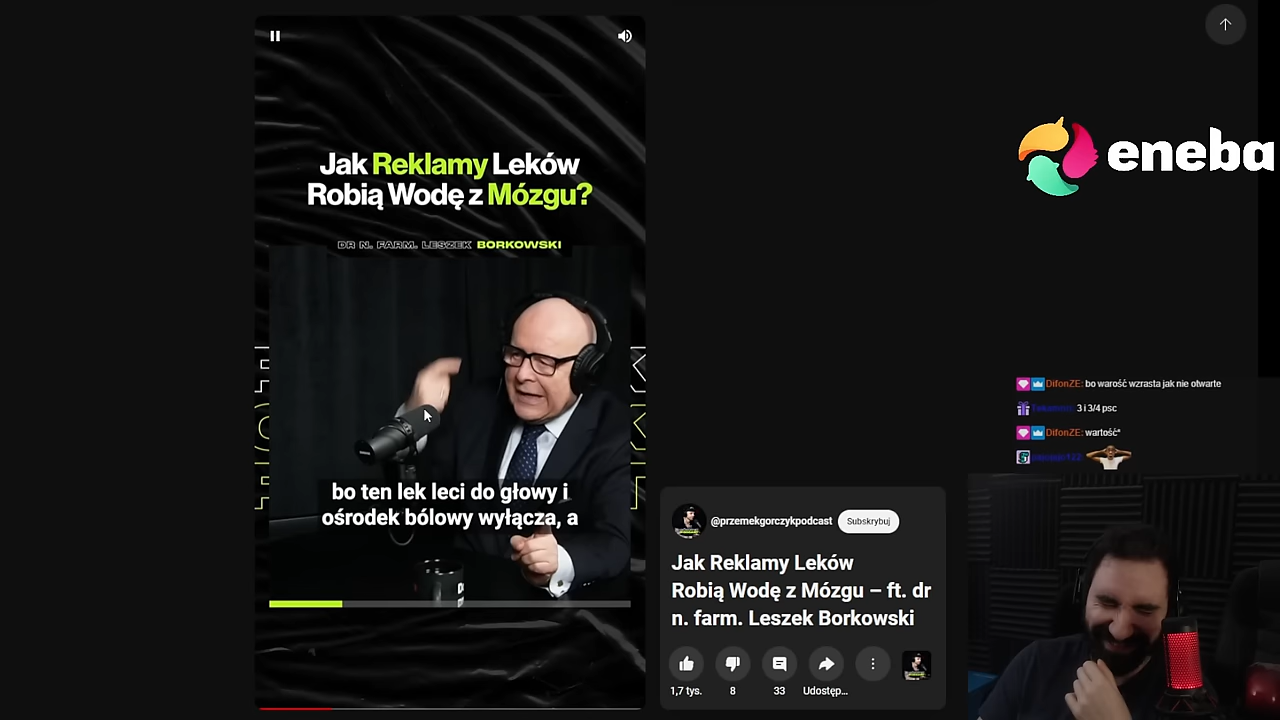 Jak Reklamy Leków
Robią Wodę z Mózgu?
DR N. FARM. LESZEK BORKOWSKI
bo ten lek leci do głowy i
ośrodek bólowy wyłącza, a
eneba
DifonZE: bo warość wzrasta jak nie otwarte
3 i 3/4 psc
DifonZE: wartość*
@przemekgorczykpodcast
Subskrybuj
Jak Reklamy Leków
Robią Wodę z Mózgu – ft. dr
n. farm. Leszek Borkowski
1,7 tys.
8
33
Udostęp...